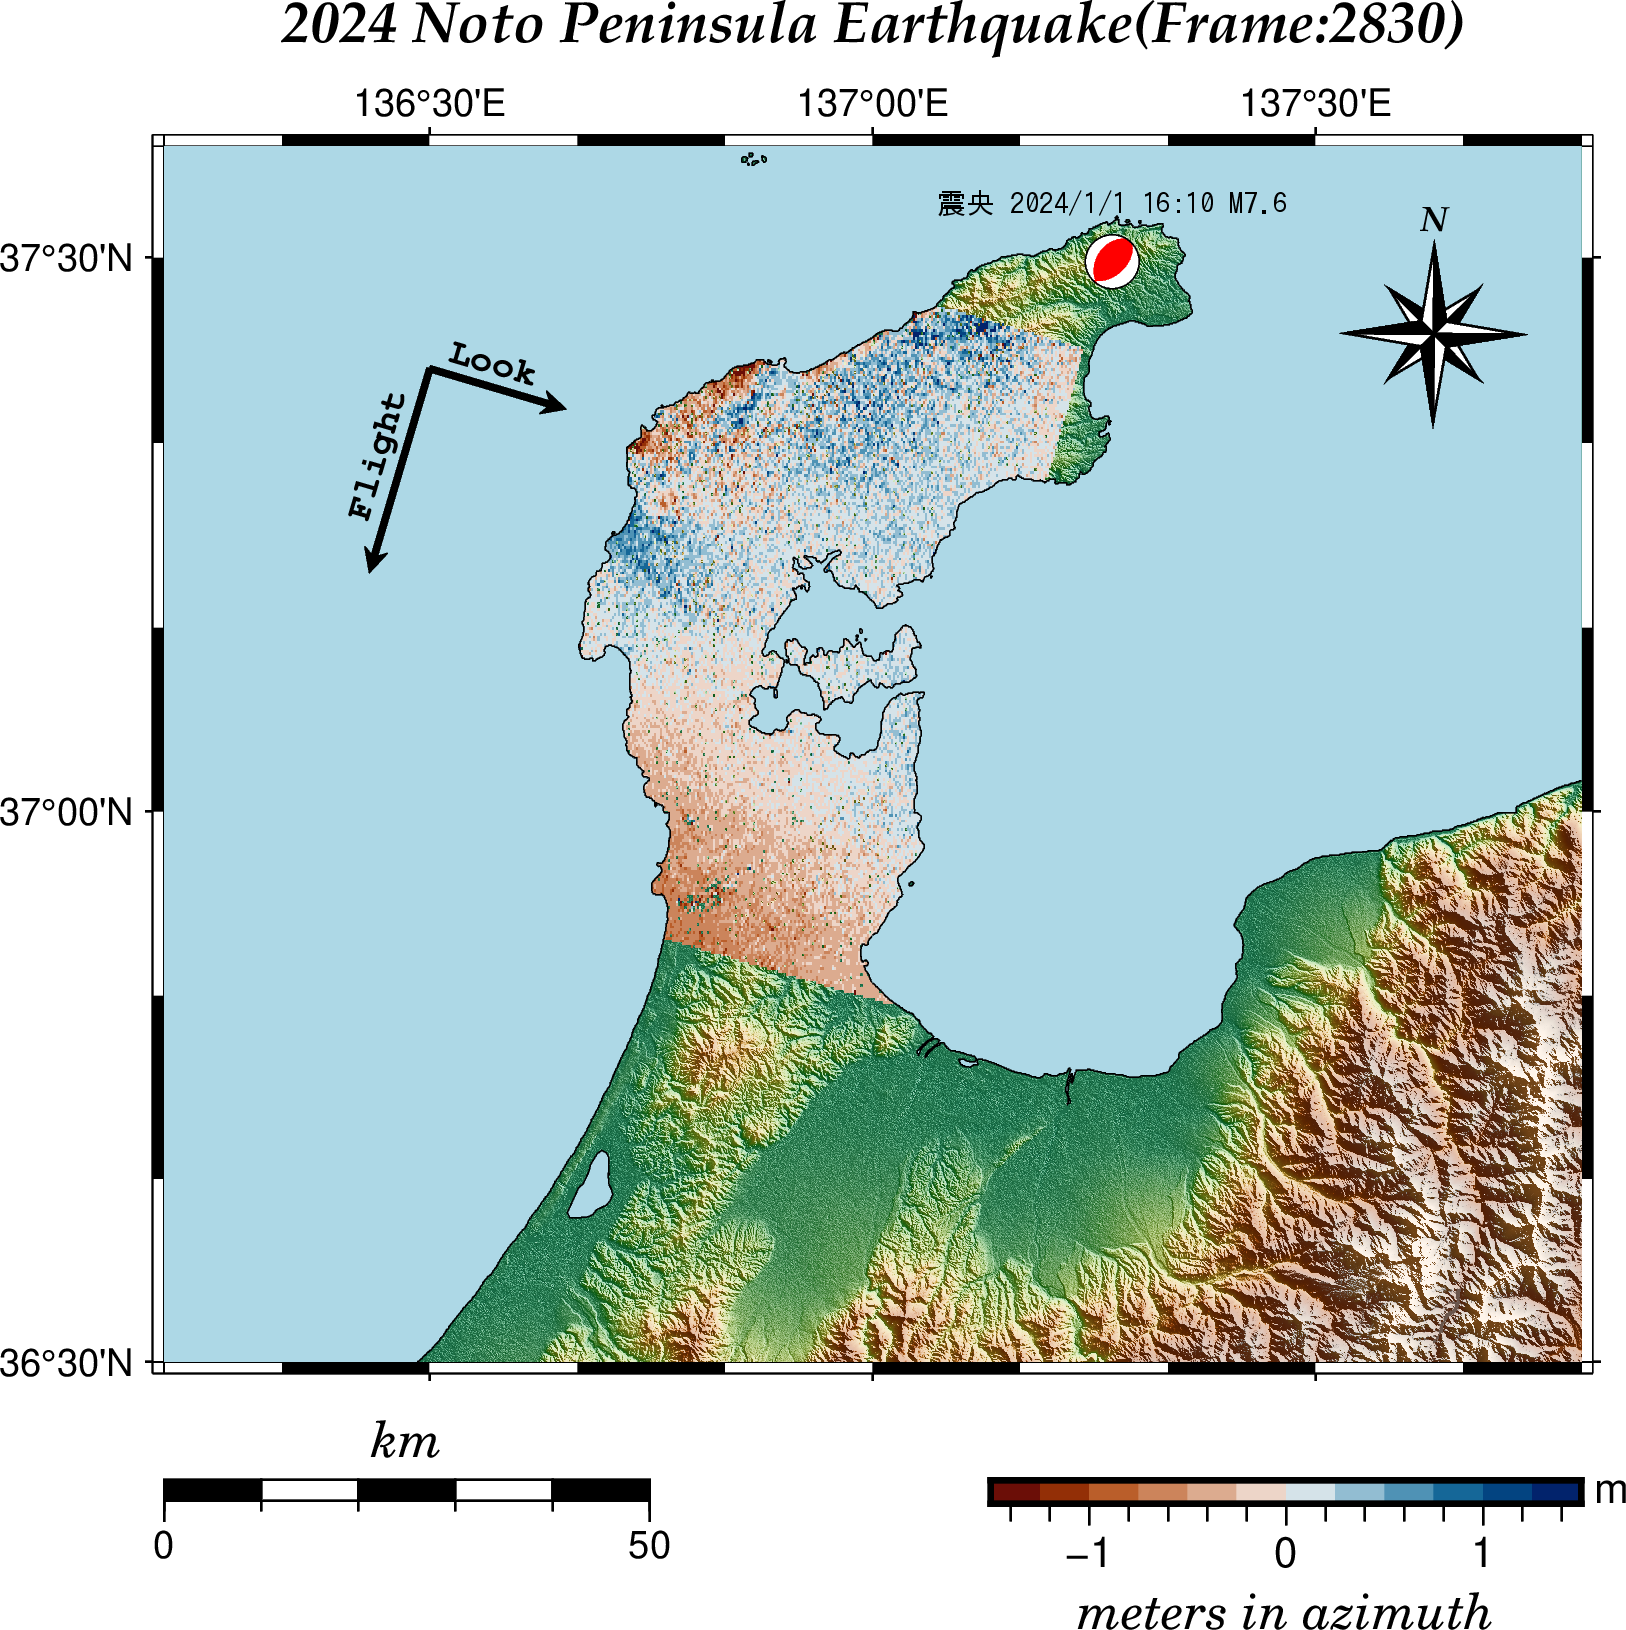 2024 Noto Peninsula Earthquake(Frame:2830)
136°30'E 137°00'E 137°30'E
震央 2024/1/1 16:10 M7.6
N
37°30'N
Look
Flight
37°00'N
36°30'N
km
0 50
m
−1 0 1
meters in azimuth